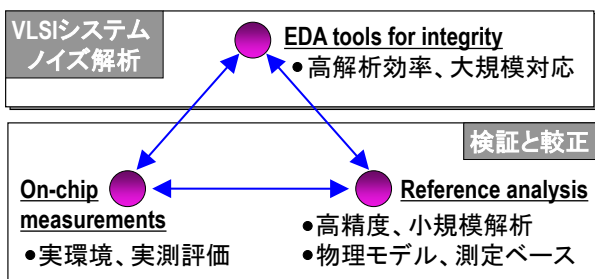 VLSIシステム
ノイズ解析
EDA tools for integrity
●高解析効率、大規模対応
検証と較正
On-chip
measurements
●実環境、実測評価
Reference analysis
●高精度、小規模解析
●物理モデル、測定ベース